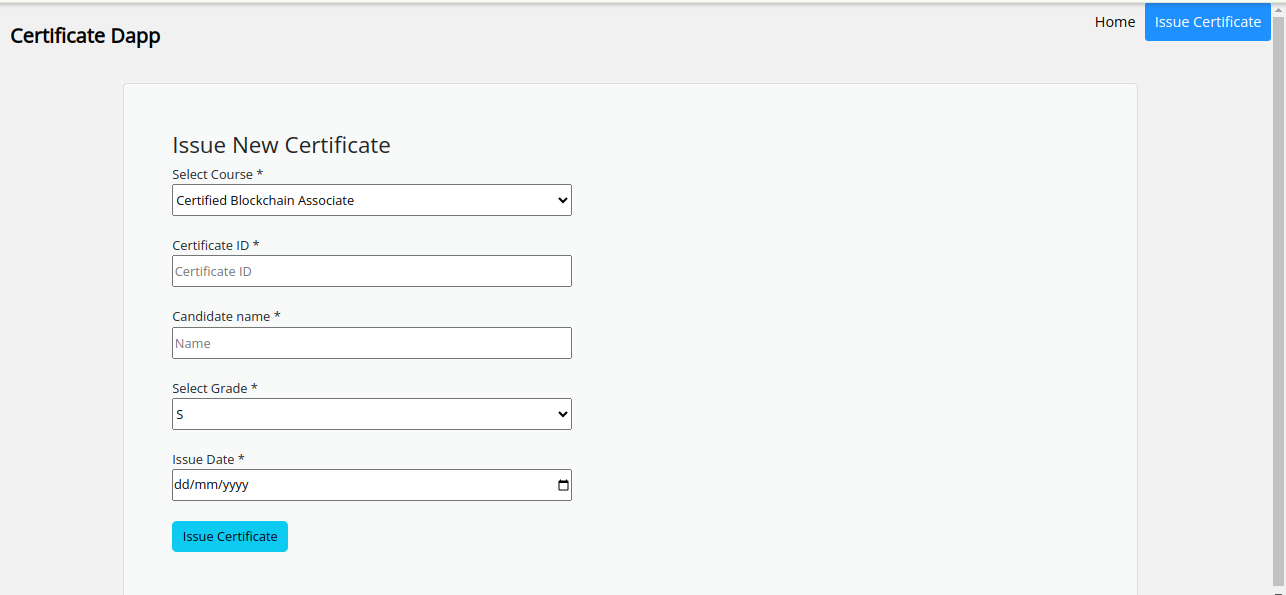 Certificate Dapp
Home
Issue Certificate
Issue New Certificate
Select Course *
Certified Blockchain Associate
Certificate ID *
Certificate ID
Candidate name *
Name
Select Grade *
S
Issue Date *
dd/mm/yyyy
Issue Certificate